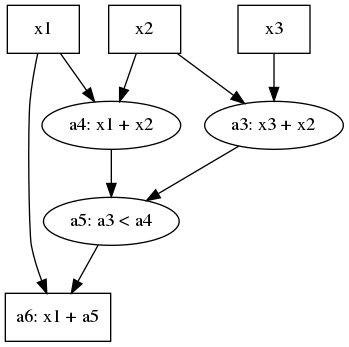 x1
x2
x3
a4: x1 + x2
a3: x3 + x2
a5: a3 < a4
a6: x1 + a5